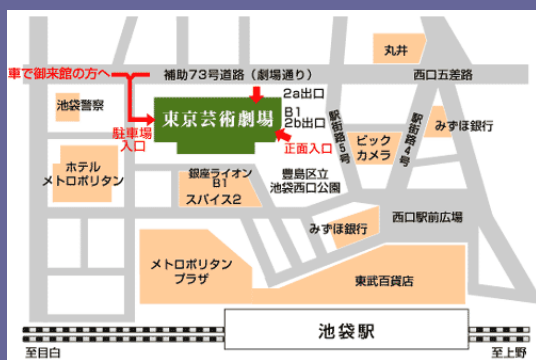 丸井
車で御来館の方へ
補助73号道路（劇場通り）
西口五差路
2a出口
池袋警察
東京芸術劇場
B1
2b出口
駐車場
入口
正面入口
駅街路5号
駅街路4号
みずほ銀行
ビック
カメラ
ホテル
メトロポリタン
銀座ライオン
B1
スパイス2
豊島区立
池袋西口公園
みずほ銀行
西口駅前広場
メトロポリタン
プラザ
東武百貨店
池袋駅
至目白
至上野